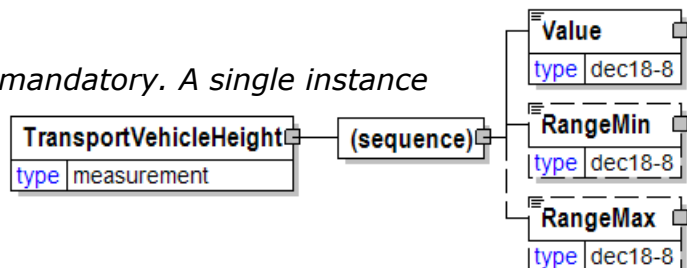 Value
type dec18-8
mandatory. A single instance
RangeMin
type dec18-8
TransportVehicleHeight
(sequence)
type measurement
RangeMax
type dec18-8